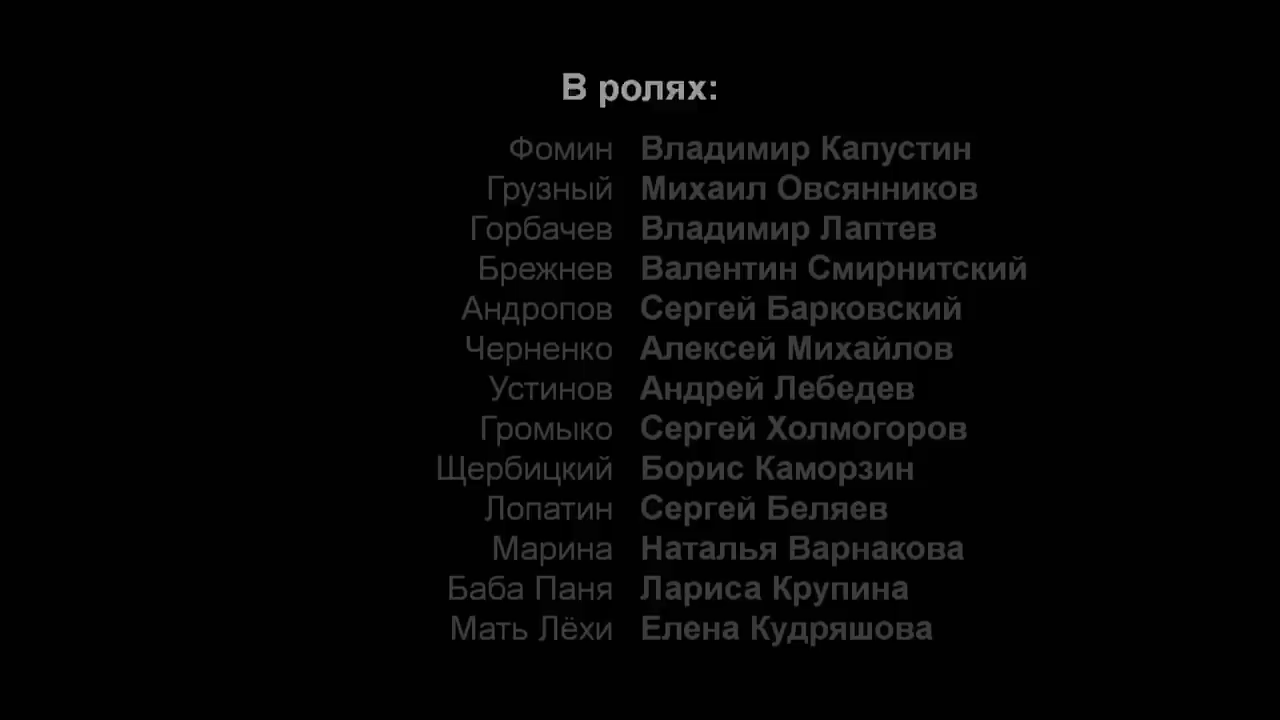 В ролях:
Фомин Владимир Капустин
Грузный Михаил Овсянников
Горбачев Владимир Лаптев
Брежнев Валентин Смирнитский
Андропов Сергей Барковский
Черненко Алексей Михайлов
Устинов Андрей Лебедев
Громыко Сергей Холмогоров
Щербицкий Борис Каморзин
Лопатин Сергей Беляев
Марина Наталья Варнакова
Баба Паня Лариса Крупина
Мать Лёхи Елена Кудряшова